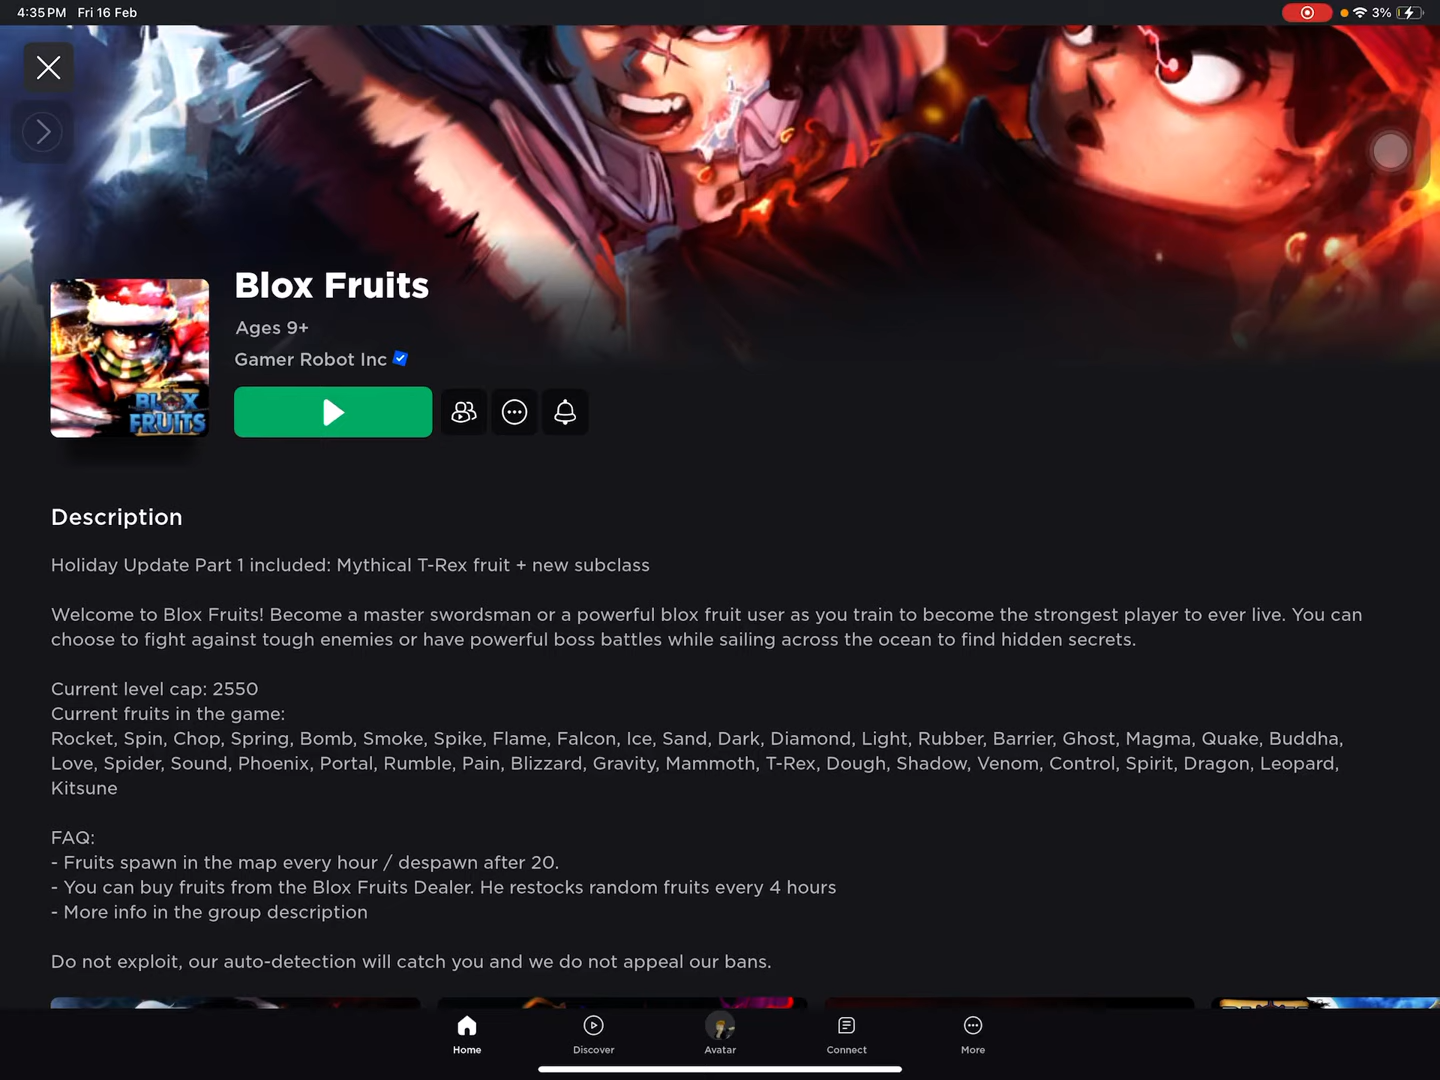 4:35 PM Fri 16 Feb
3%
Blox Fruits
Ages 9+
Gamer Robot Inc
BLOX
FRUITS
Description
Holiday Update Part 1 included: Mythical T-Rex fruit + new subclass
Welcome to Blox Fruits! Become a master swordsman or a powerful blox fruit user as you train to become the strongest player to ever live. You can
choose to fight against tough enemies or have powerful boss battles while sailing across the ocean to find hidden secrets.
Current level cap: 2550
Current fruits in the game:
Rocket, Spin, Chop, Spring, Bomb, Smoke, Spike, Flame, Falcon, Ice, Sand, Dark, Diamond, Light, Rubber, Barrier, Ghost, Magma, Quake, Buddha,
Love, Spider, Sound, Phoenix, Portal, Rumble, Pain, Blizzard, Gravity, Mammoth, T-Rex, Dough, Shadow, Venom, Control, Spirit, Dragon, Leopard,
Kitsune
FAQ:
- Fruits spawn in the map every hour / despawn after 20.
- You can buy fruits from the Blox Fruits Dealer. He restocks random fruits every 4 hours
- More info in the group description
Do not exploit, our auto-detection will catch you and we do not appeal our bans.
Home Discover Avatar Connect More